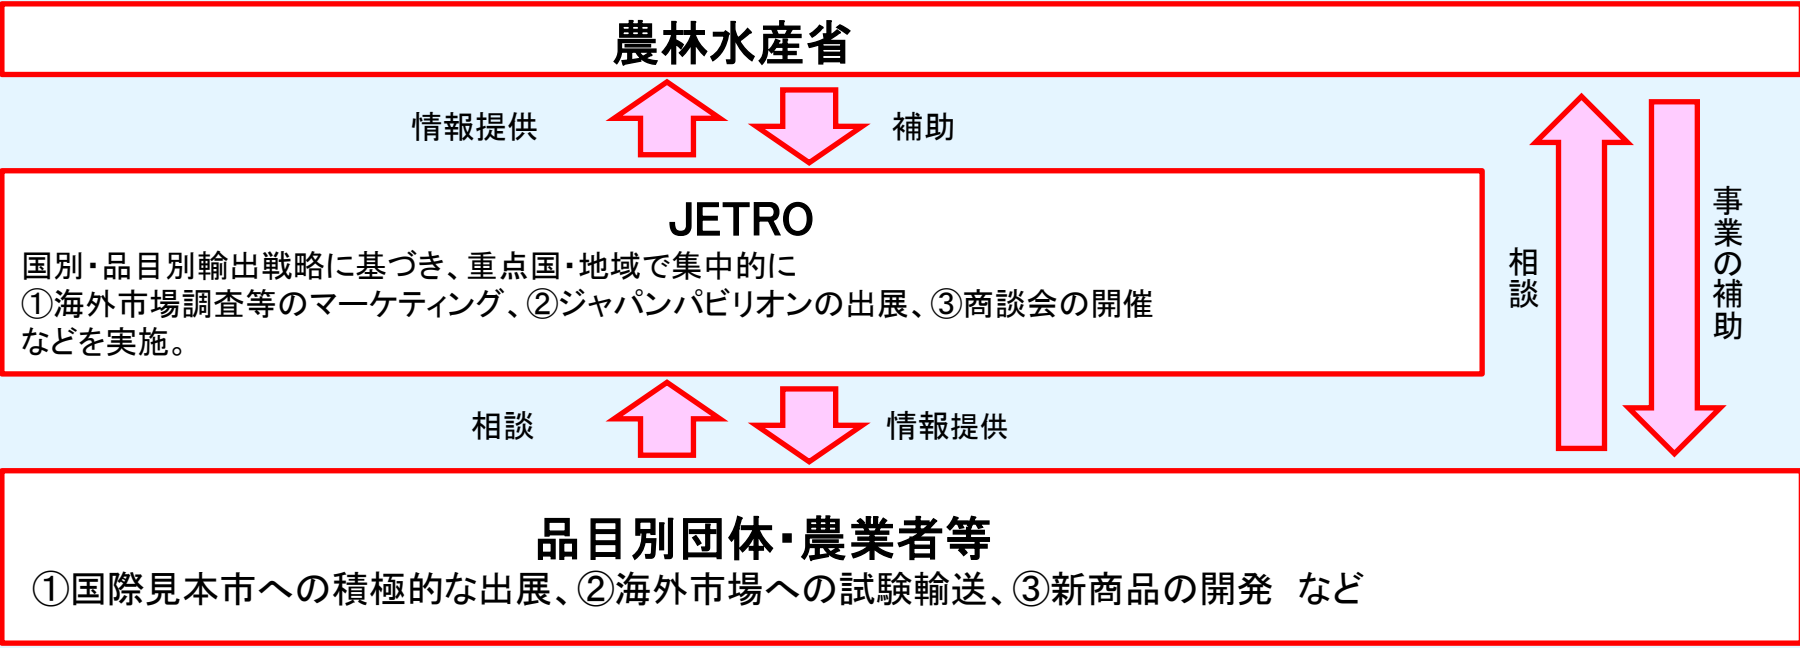 農林水産省
情報提供
補助
JETRO
国別・品目別輸出戦略に基づき、重点国・地域で集中的に
①海外市場調査等のマーケティング、②ジャパンパビリオンの出展、③商談会の開催
などを実施。
相談
事業の補助
相談
情報提供
品目別団体・農業者等
①国際見本市への積極的な出展、②海外市場への試験輸送、③新商品の開発　など